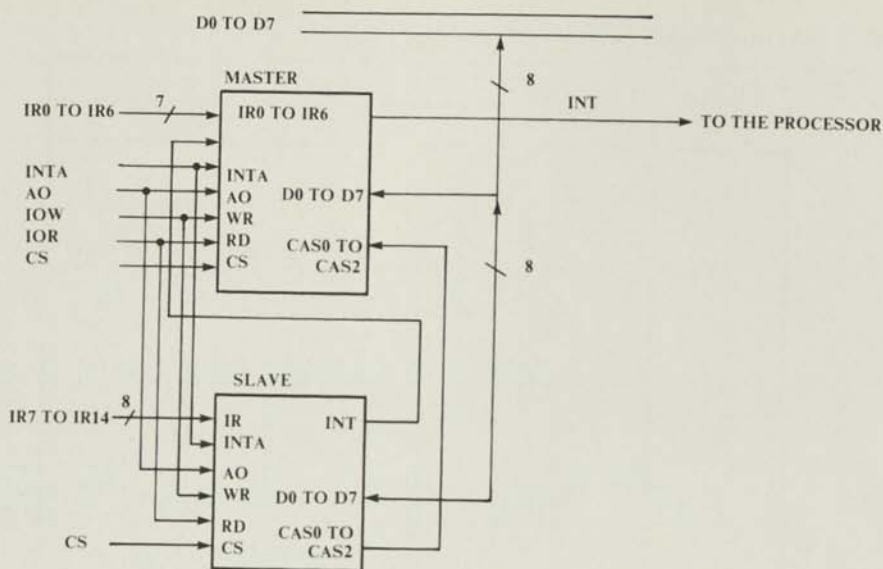 D0 TO D7
8
MASTER
INT
IR0 TO IR6
7
IR0 TO IR6
TO THE PROCESSOR
INTA
INTA
AO
AO
D0 TO D7
IOW
WR
IOR
RD
CAS0 TO
CAS2
CS
CS
8
SLAVE
IR7 TO IR14
8
IR
INT
INTA
AO
WR
D0 TO D7
RD
CAS0 TO
CAS2
CS
CS